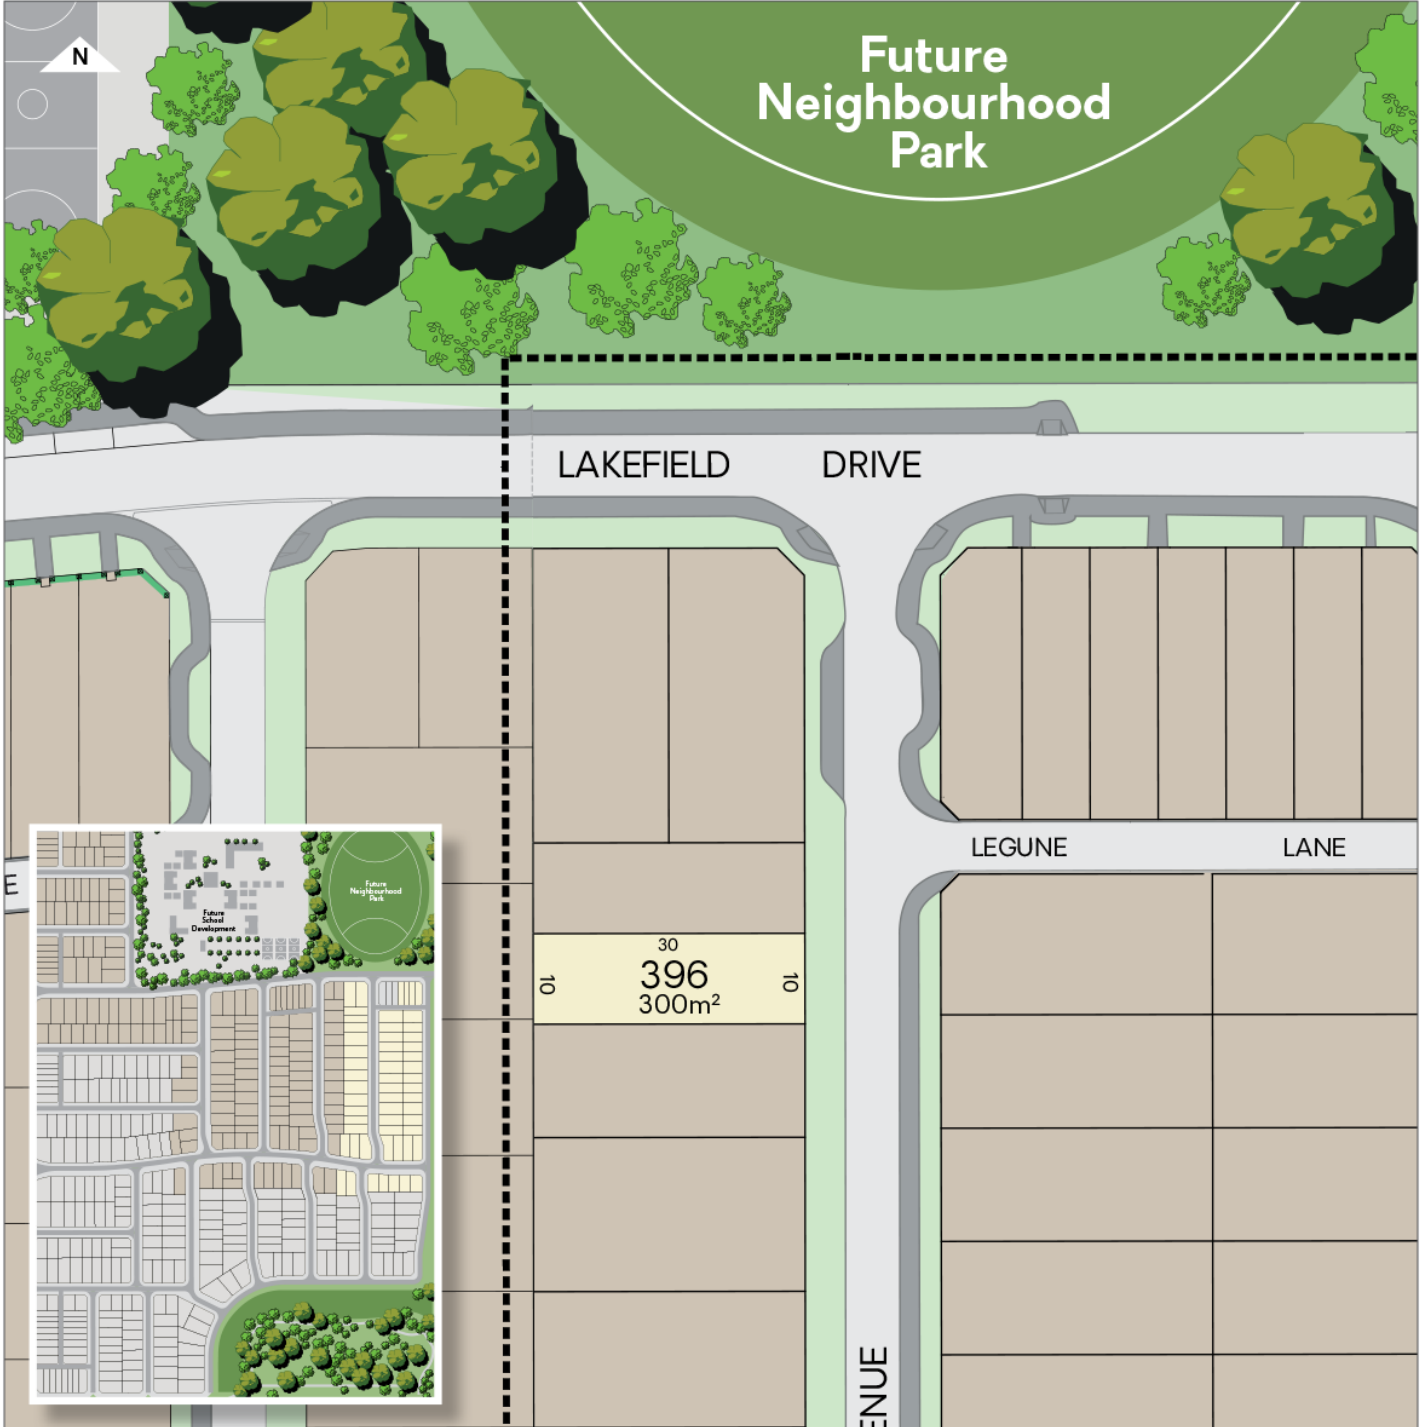 N
Future
Neighbourhood
Park
LAKEFIELD DRIVE
LEGUNE LANE
E
30
396
300m²
10
10
Future
Neighbourhood
Park
Future
School
Development
ENUE